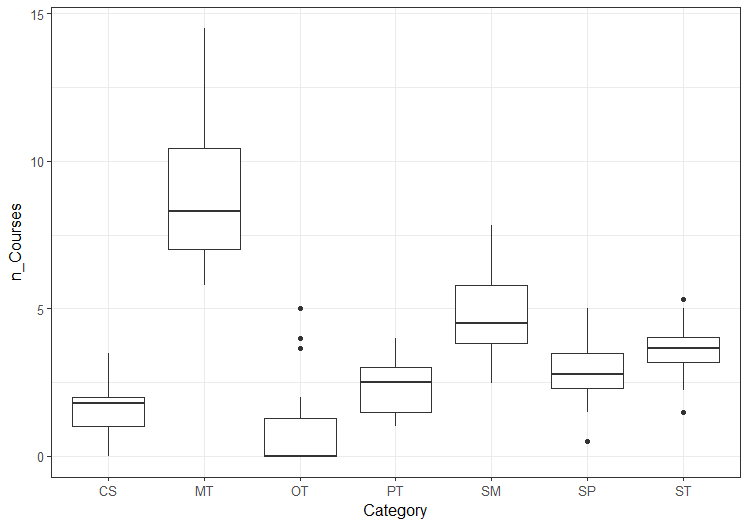 n_Courses
15
10
5
0
CS MT OT PT SM SP ST
Category